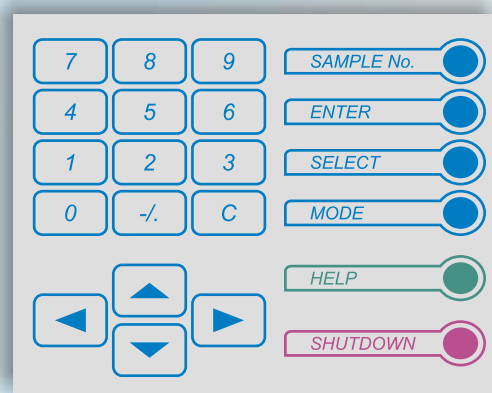 7 8 9 SAMPLE No.
4 5 6 ENTER
1 2 3 SELECT
0 -/. C MODE
HELP
SHUTDOWN